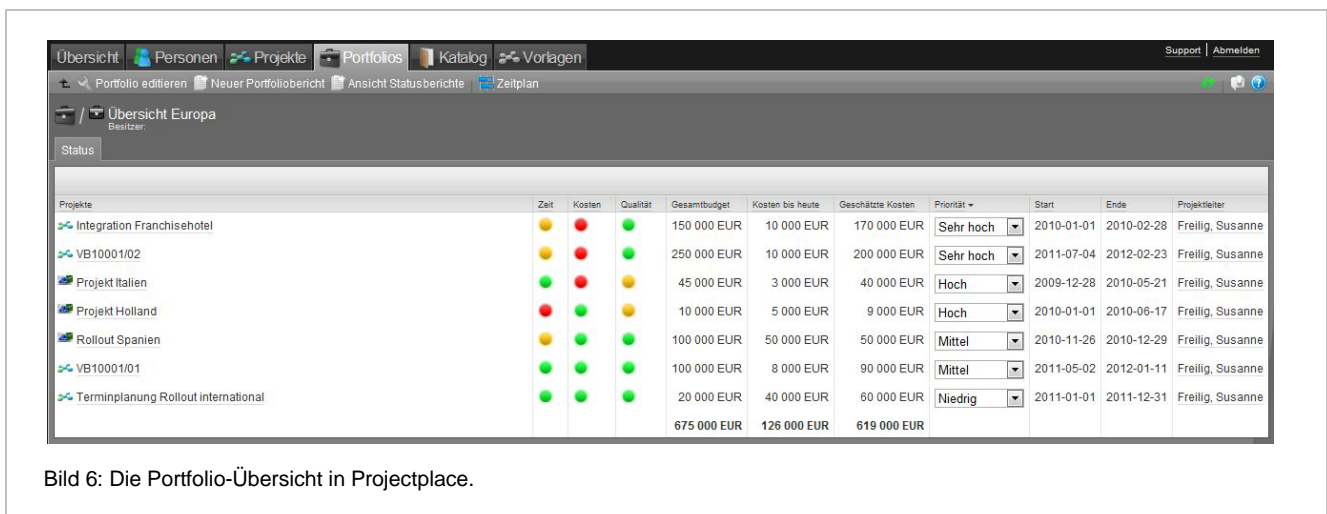 Übersicht Personen Projekte Portfolios Katalog Vorlagen Support Abmelden
Portfolio editieren Neuer Portfoliobericht Ansicht Statusberichte Zeitplan
/ Übersicht Europa
Besitzer:
Status
Projekte Zeit Kosten Qualität Gesamtbudget Kosten bis heute Geschätzte Kosten Priorität Start Ende Projektleiter
Integration Franchisehotel 150 000 EUR 10 000 EUR 170 000 EUR Sehr hoch 2010-01-01 2010-02-28 Freilig, Susanne
VB10001/02 250 000 EUR 10 000 EUR 200 000 EUR Sehr hoch 2011-07-04 2012-02-23 Freilig, Susanne
Projekt Italien 45 000 EUR 3 000 EUR 40 000 EUR Hoch 2009-12-28 2010-05-21 Freilig, Susanne
Projekt Holland 10 000 EUR 5 000 EUR 9 000 EUR Hoch 2010-01-01 2010-06-17 Freilig, Susanne
Rollout Spanien 100 000 EUR 50 000 EUR 50 000 EUR Mittel 2010-11-26 2010-12-29 Freilig, Susanne
VB10001/01 100 000 EUR 8 000 EUR 90 000 EUR Mittel 2011-05-02 2012-01-11 Freilig, Susanne
Terminplanung Rollout international 20 000 EUR 40 000 EUR 60 000 EUR Niedrig 2011-01-01 2011-12-31 Freilig, Susanne
675 000 EUR 126 000 EUR 619 000 EUR
Bild 6: Die Portfolio-Übersicht in Projectplace.